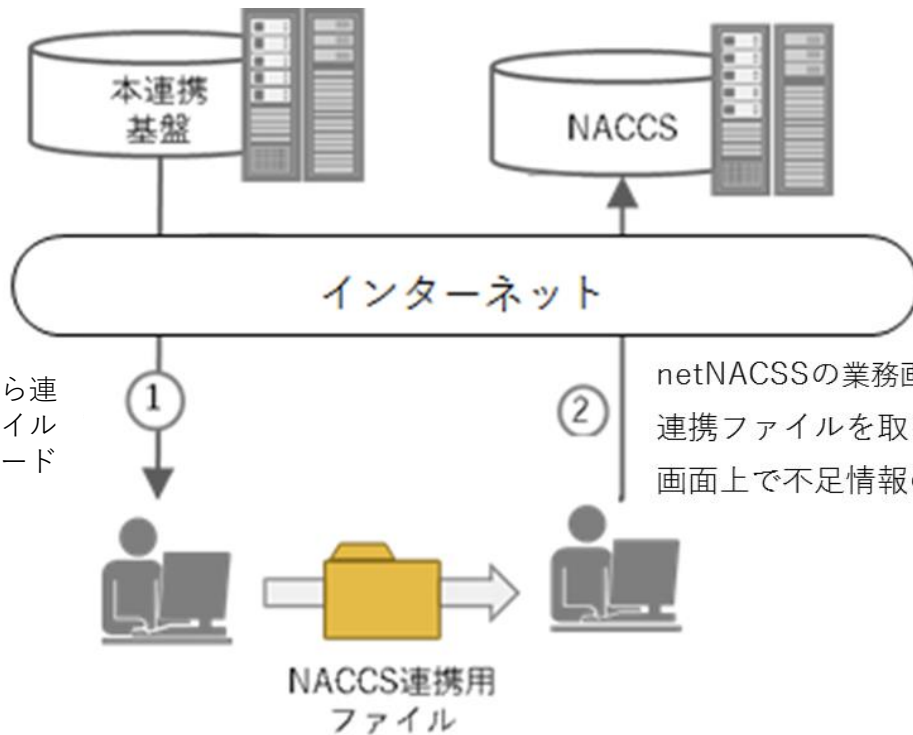 本連携
基盤
NACCS
インターネット
1
ら連
イル
ード
2
netNACSSの業務画
連携ファイルを取
画面上で不足情報
NACCS連携用
ファイル